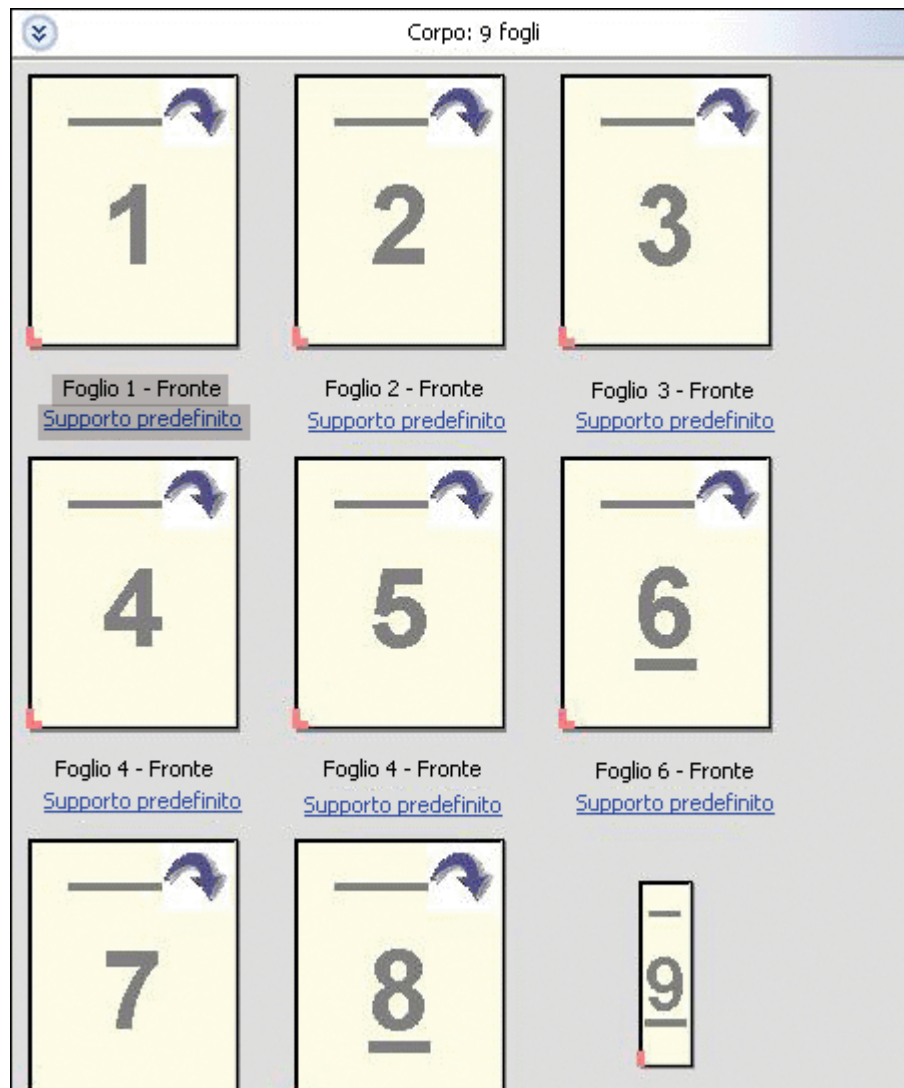 Corpo: 9 fogli
1 2 3
Foglio 1 - Fronte Foglio 2 - Fronte Foglio 3 - Fronte
Supporto predefinito Supporto predefinito Supporto predefinito
4 5 6
Foglio 4 - Fronte Foglio 4 - Fronte Foglio 6 - Fronte
Supporto predefinito Supporto predefinito Supporto predefinito
7 8 9